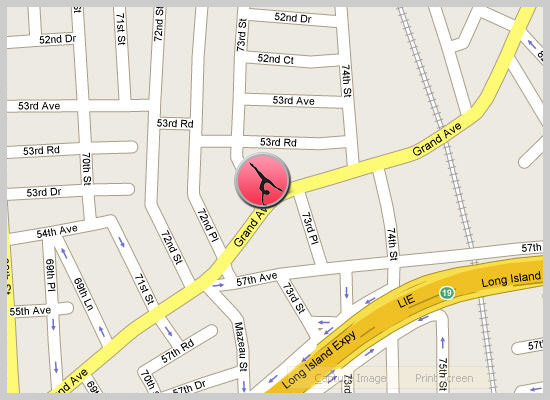 52nd Dr
71st St
72nd St
73rd St
52nd Dr
52nd Ct
74th St
53rd Ave
53rd Ave
53rd Rd
53rd Rd
53rd Rd
Grand Ave
70th St
53rd Dr
54th Ave
72nd Pl
Grand Ave
73rd Pl
72nd St
74th St
57th
69th Pl
69th Ln
71st St
57th Ave
73rd St
Long Island
LIE
19
55th Ave
Mazeau St
57th Rd
Long Island Expy
57th
nd Ave
70th
57th Dr
73rd
75th St
69th
Capture Image
Print Screen